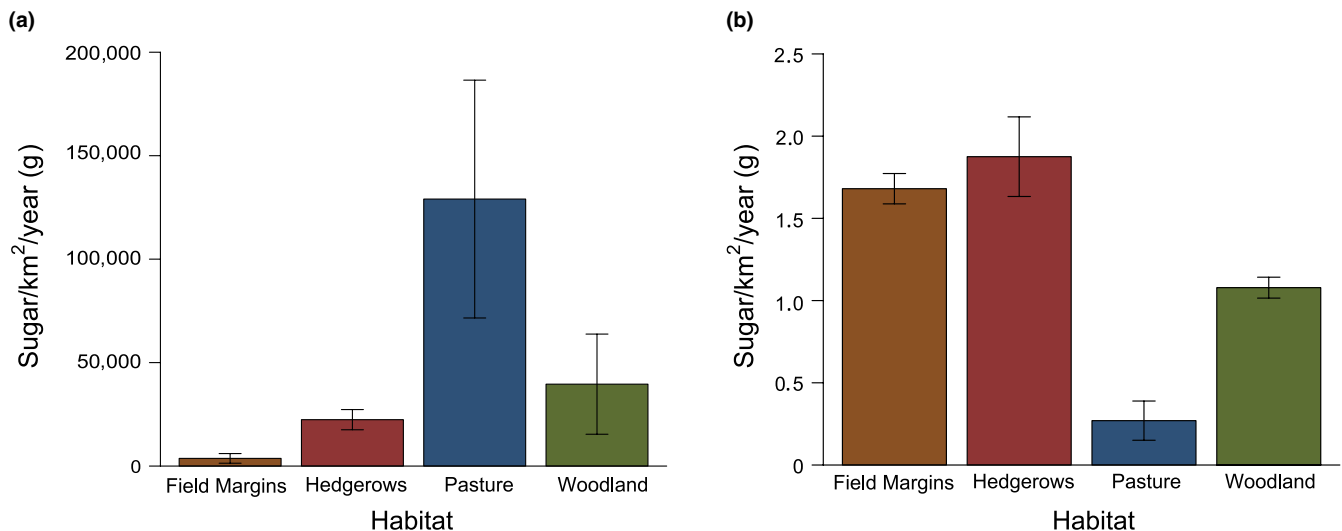 (a)
Sugar/km²/year (g)
200,000
150,000
100,000
50,000
0
Field Margins Hedgerows Pasture Woodland
Habitat
(b)
Sugar/km²/year (g)
2.5
2.0
1.5
1.0
0.5
0
Field Margins Hedgerows Pasture Woodland
Habitat